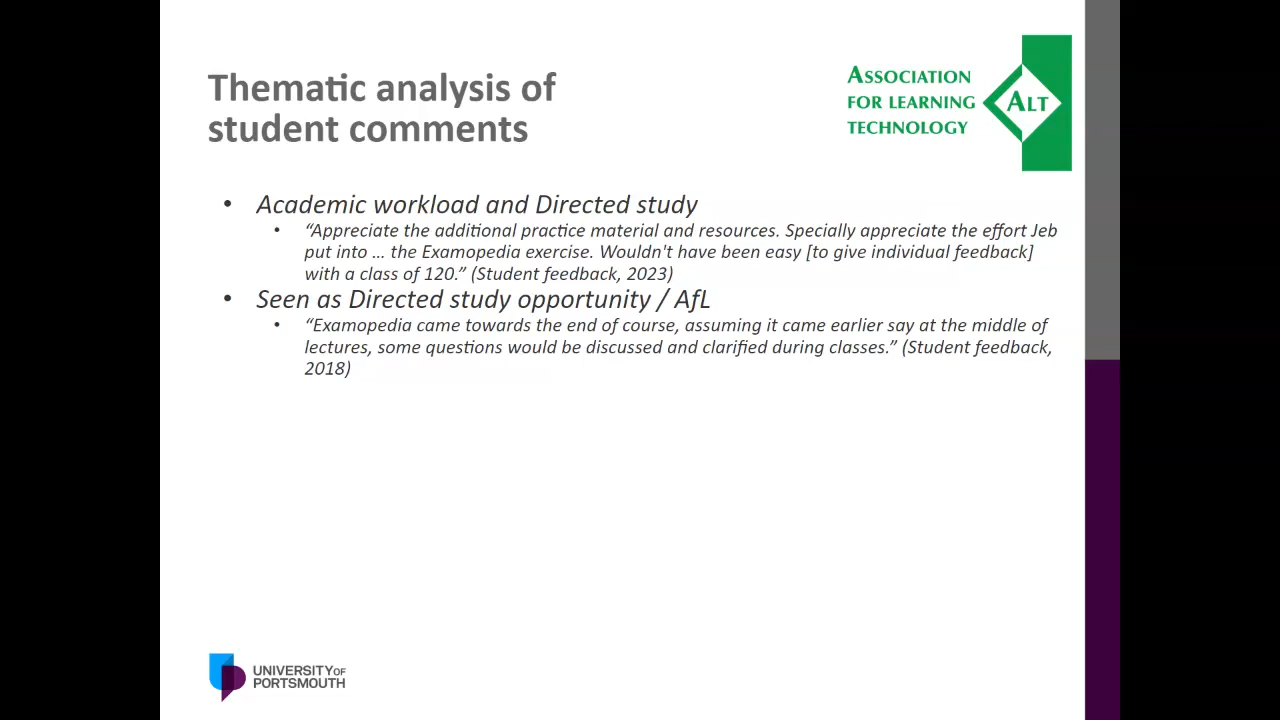 Thematic analysis of
student comments
ASSOCIATION
FOR LEARNING
TECHNOLOGY
ALT
• Academic workload and Directed study
• “Appreciate the additional practice material and resources. Specially appreciate the effort Jeb
put into … the Examopedia exercise. Wouldn't have been easy [to give individual feedback]
with a class of 120.” (Student feedback, 2023)
• Seen as Directed study opportunity / AfL
• “Examopedia came towards the end of course, assuming it came earlier say at the middle of
lectures, some questions would be discussed and clarified during classes.” (Student feedback,
2018)
UNIVERSITY OF
PORTSMOUTH